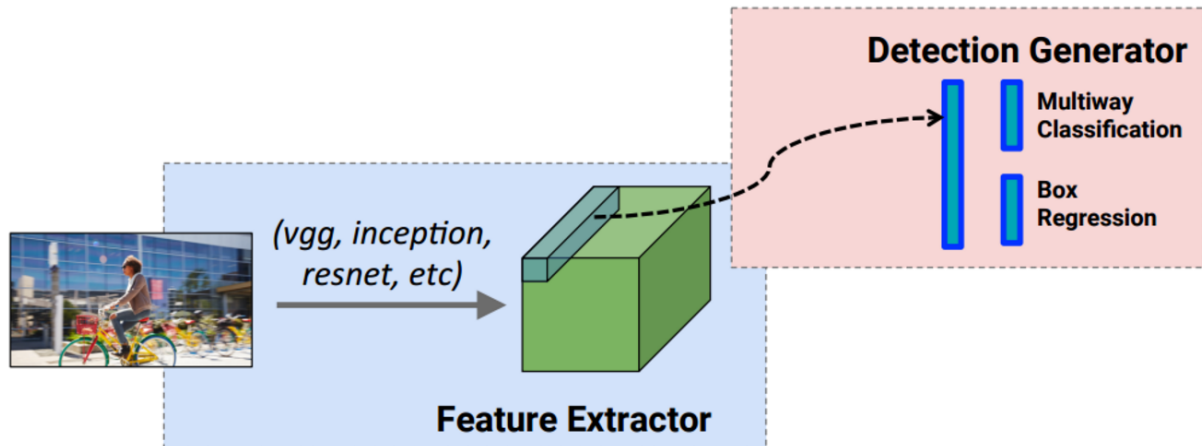 Detection Generator
Multiway
Classification
Box
Regression
(vgg, inception,
resnet, etc)
Feature Extractor